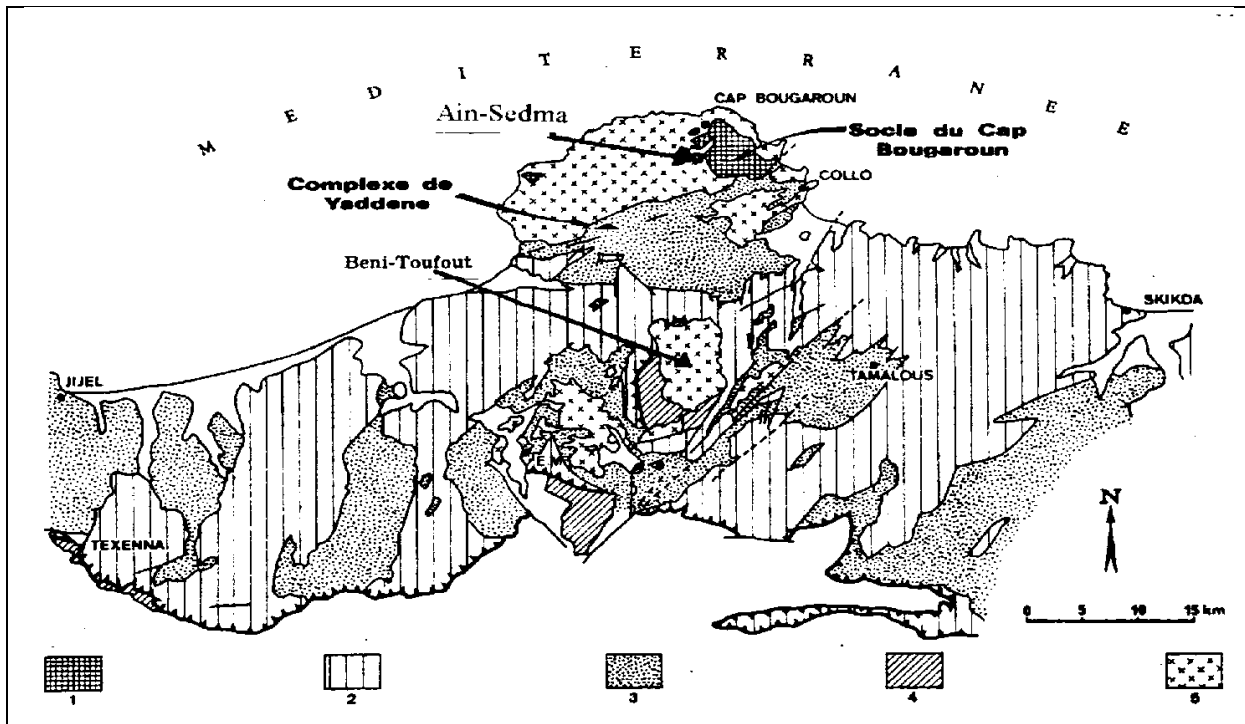 MEDITERRANEE
CAP BOUGAROUN
Ain-Sedma
Socle du Cap
Bougaroun
COLLO
Complexe de
Yaddene
Beni-Toufout
SKIKDA
JIJEL
TAMALOUS
E.M
N
TEXENNA
0 5 10 15 km
1 2 3 4 5